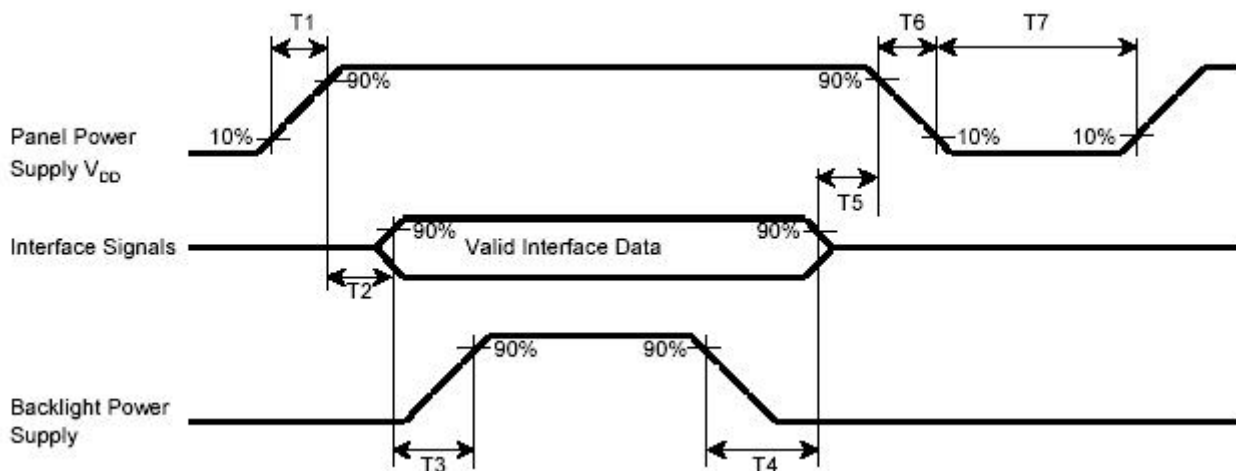 T1
T6
T7
90%
90%
10%
10%
10%
Panel Power
Supply VDD
T5
90%
90%
Interface Signals
Valid Interface Data
T2
90%
90%
Backlight Power
Supply
T3
T4